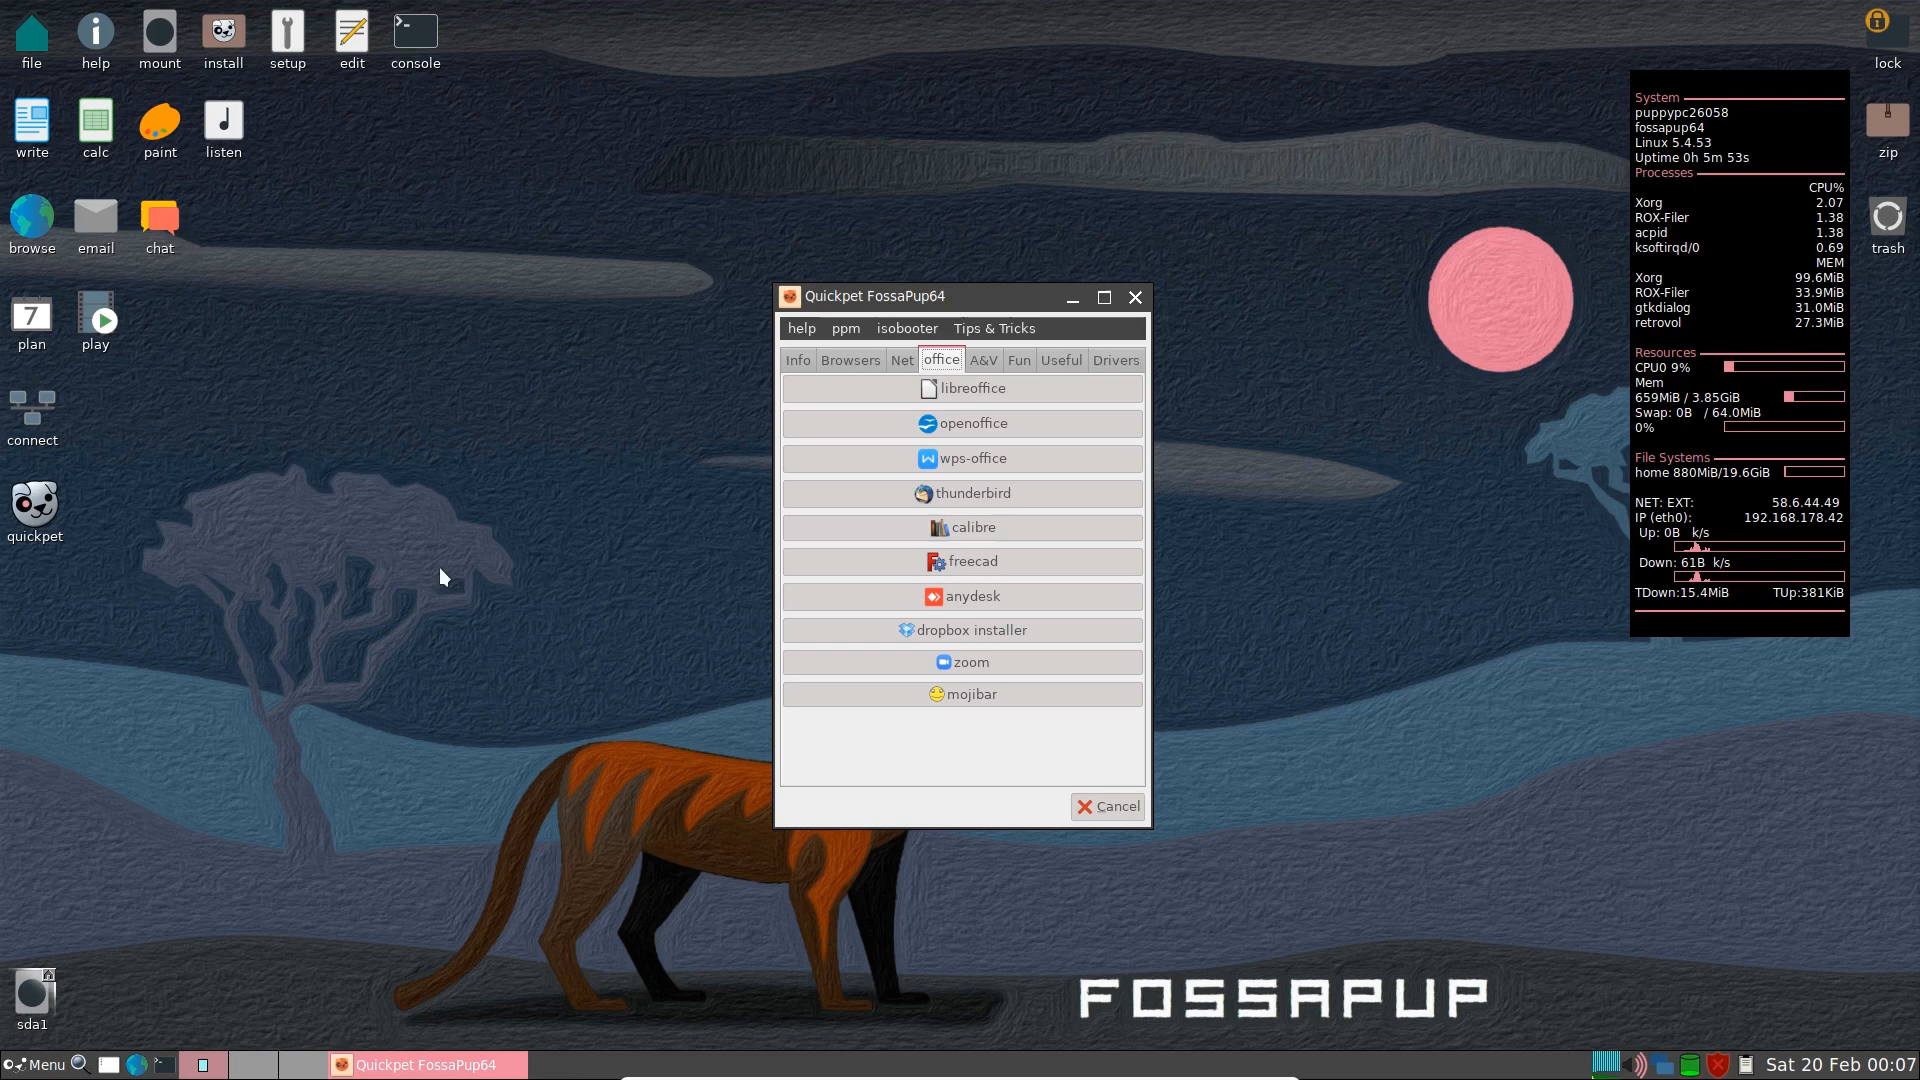 file help mount install setup edit console lock
write calc paint listen zip
browse email chat trash
7
plan play
connect
quickpet
sda1
System
puppypc26058
fossapup64
Linux 5.4.53
Uptime 0h 5m 53s
Processes
CPU%
Xorg 2.07
ROX-Filer 1.38
acpid 1.38
ksoftirqd/0 0.69
MEM
Xorg 99.6MiB
ROX-Filer 33.9MiB
gtkdialog 31.0MiB
retrovol 27.3MiB
Resources
CPU0 9%
Mem
659MiB / 3.85GiB
Swap: 0B / 64.0MiB
0%
File Systems
home 880MiB/19.6GiB
NET: EXT: 58.6.44.49
IP (eth0): 192.168.178.42
Up: 0B k/s
Down: 61B k/s
TDown:15.4MiB TUp:381KiB
Quickpet FossaPup64
help ppm isobooter Tips & Tricks
Info Browsers Net office A&V Fun Useful Drivers
libreoffice
openoffice
wps-office
thunderbird
calibre
freecad
anydesk
dropbox installer
zoom
mojibar
Cancel
FOSSAPUP
Menu Quickpet FossaPup64 Sat 20 Feb 00:07